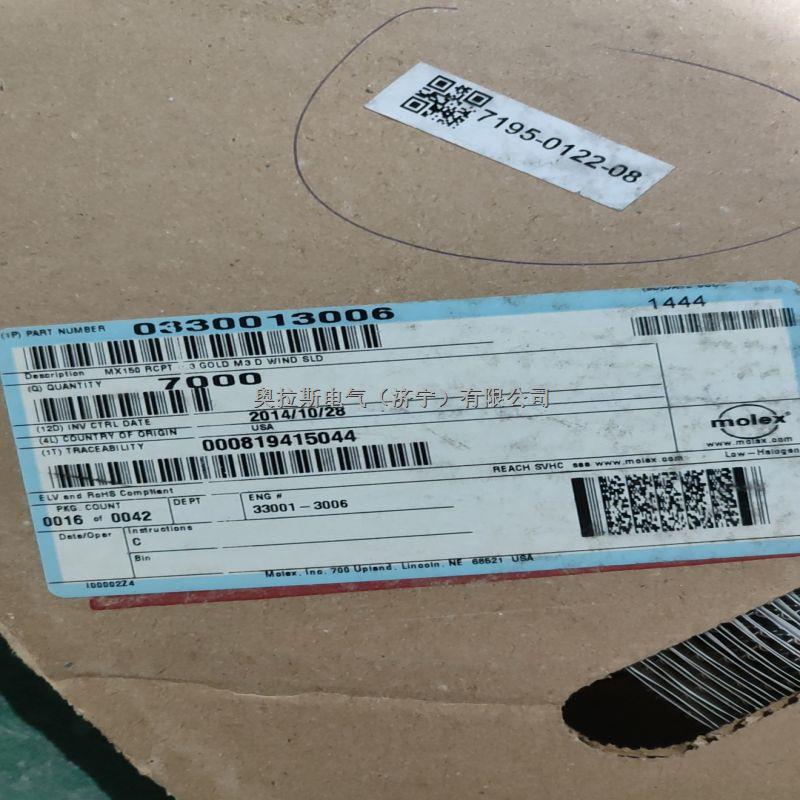 7195-0122-08
1444
(1P) PART NUMBER 0330013006
Description MX150 RCPT .3 GOLD M3 D WIND SLD
(Q) QUANTITY 7000
奥拉斯电气（济宁）有限公司
(12D) INV CTRL DATE 2014/10/28
(4L) COUNTRY OF ORIGIN USA
(1T) TRACEABILITY 000819415044
molex
www.molex.com
Low-Halogen
REACH SVHC see www.molex.com
ELV and RoHS Compliant
PKG. COUNT DEPT ENG #
0016 of 0042 33001-3006
Date/Oper Instructions
C
Bin
I00002Z4
Molex, Inc. 700 Upland, Lincoln, NE 68521 USA